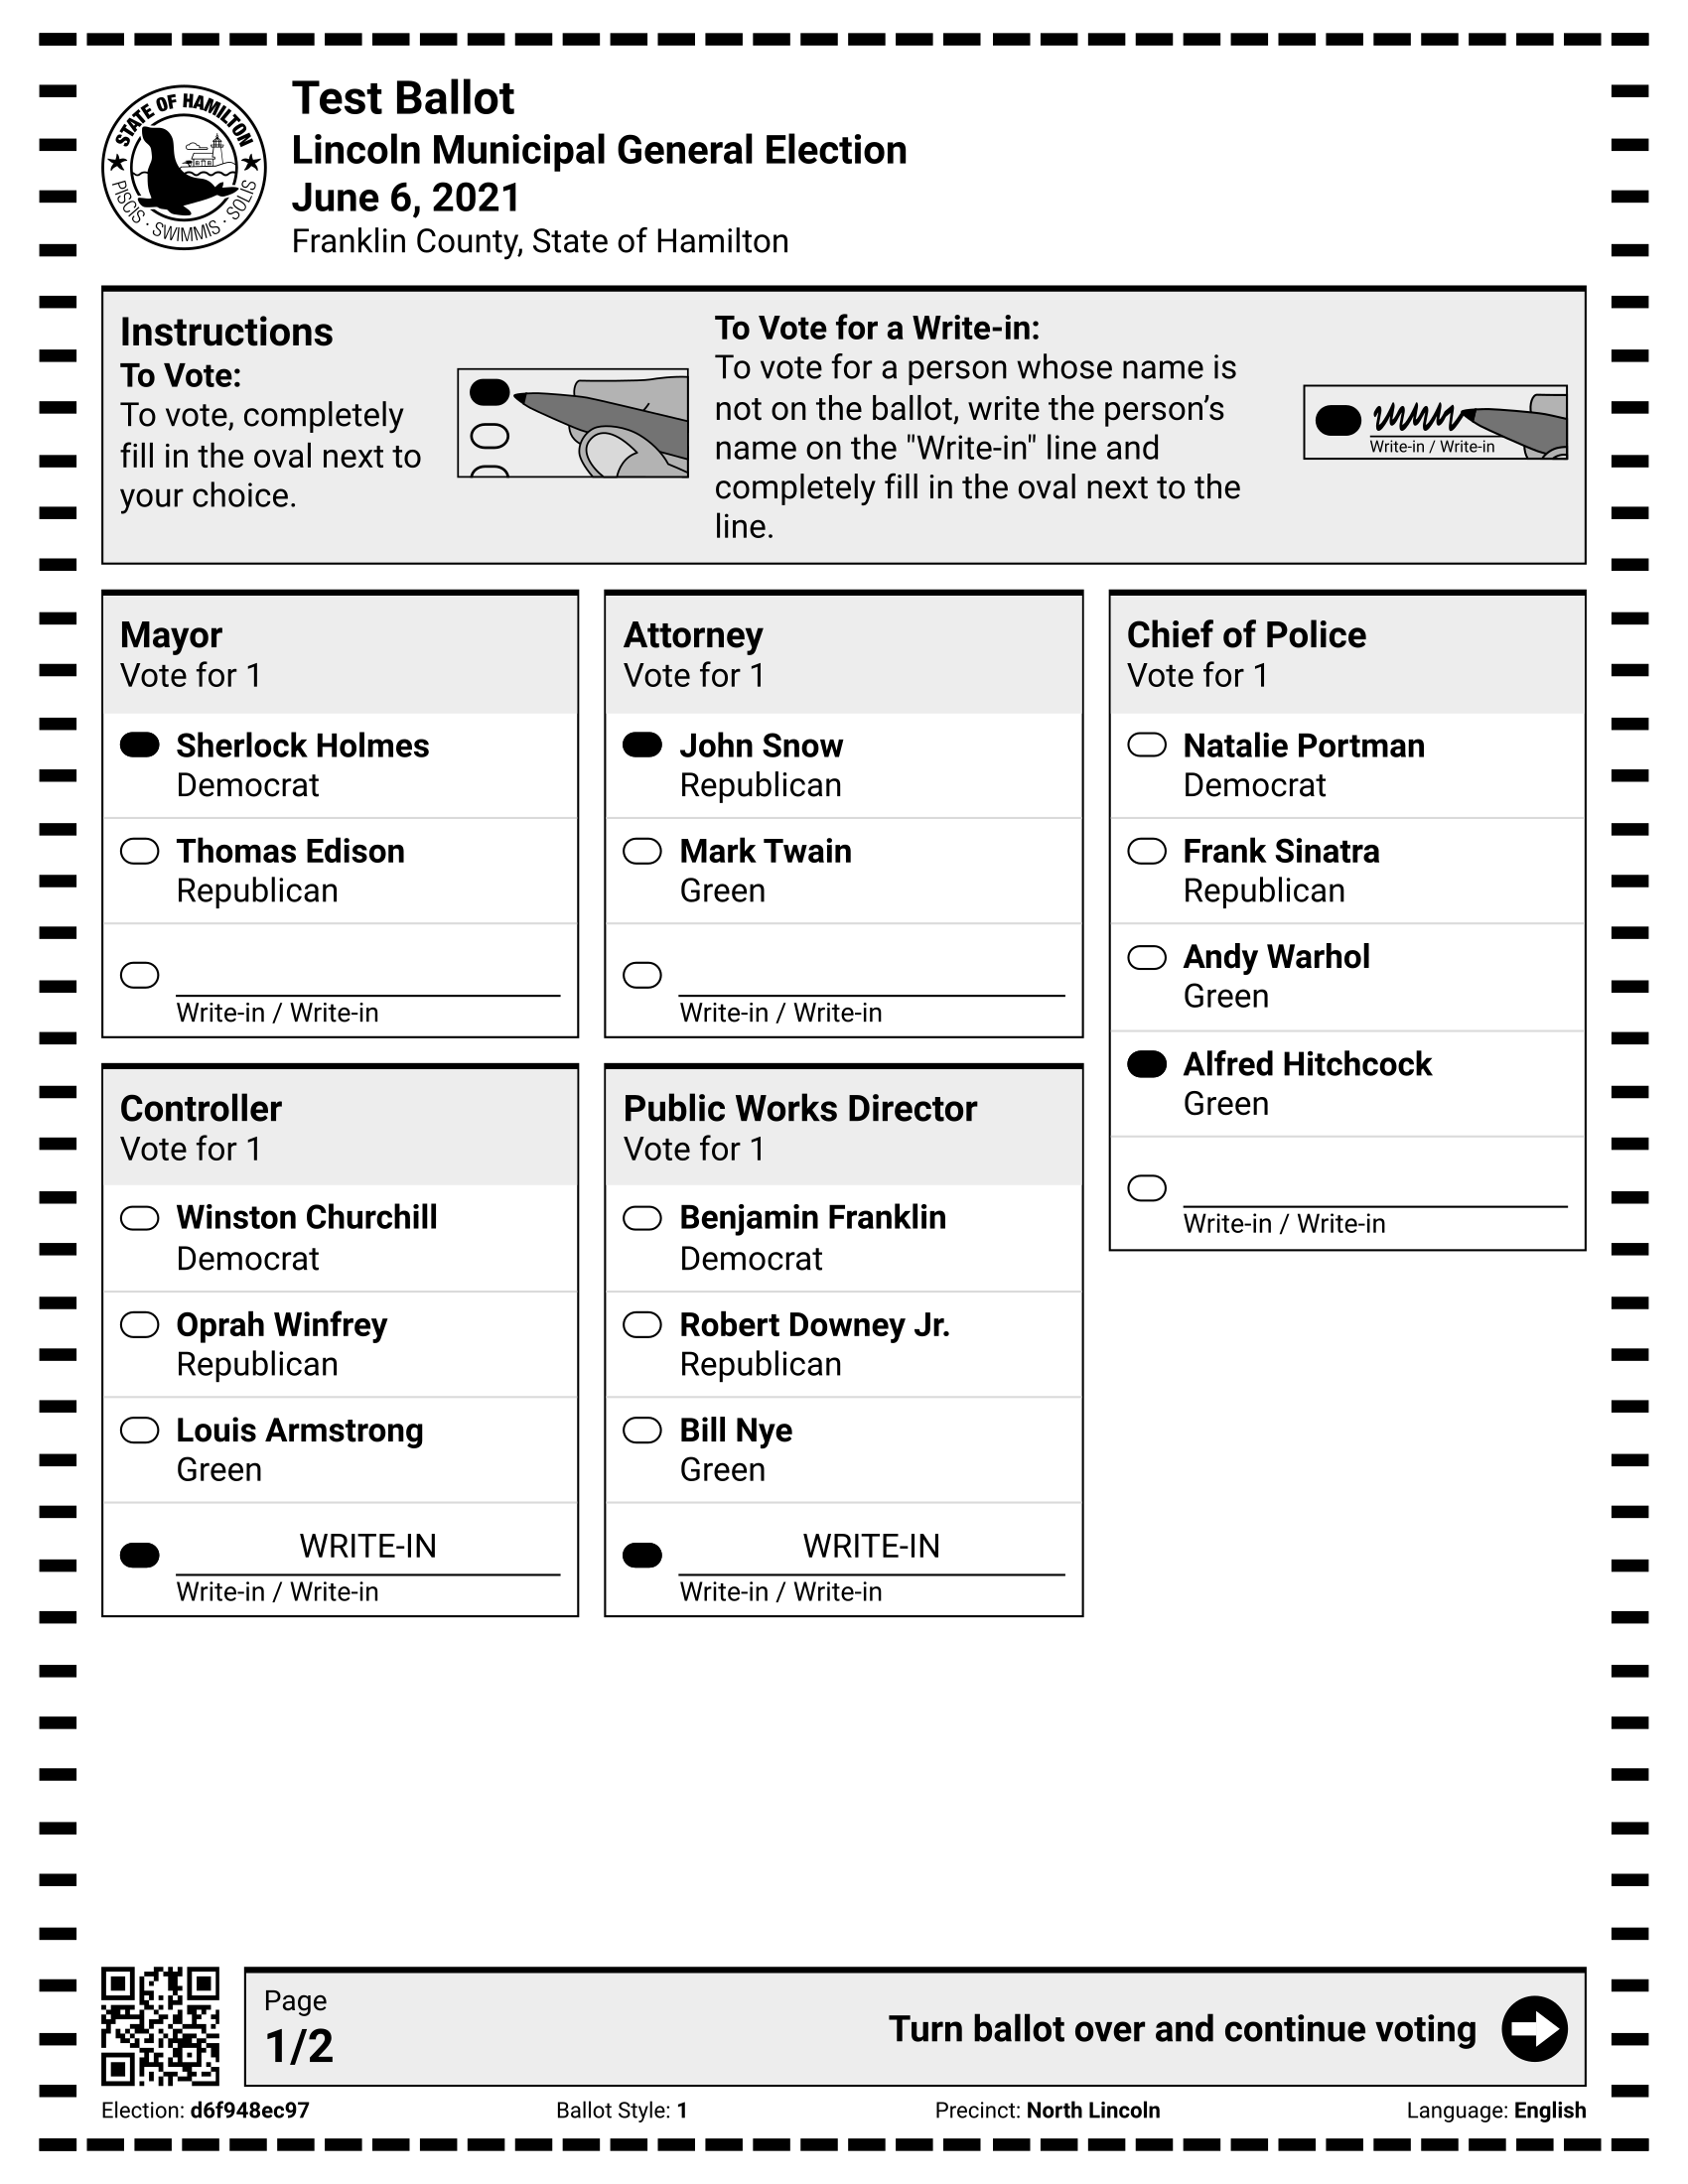 STATE OF HAMILTON
PISCIS · SWIMMIS · SOLIS
Test Ballot
Lincoln Municipal General Election
June 6, 2021
Franklin County, State of Hamilton
Instructions
To Vote:
To vote, completely
fill in the oval next to
your choice.
To Vote for a Write-in:
To vote for a person whose name is
not on the ballot, write the person’s
name on the "Write-in" line and
completely fill in the oval next to the
line.
Write-in / Write-in
Mayor
Vote for 1
Sherlock Holmes
Democrat
Thomas Edison
Republican
Write-in / Write-in
Controller
Vote for 1
Winston Churchill
Democrat
Oprah Winfrey
Republican
Louis Armstrong
Green
WRITE-IN
Write-in / Write-in
Attorney
Vote for 1
John Snow
Republican
Mark Twain
Green
Write-in / Write-in
Public Works Director
Vote for 1
Benjamin Franklin
Democrat
Robert Downey Jr.
Republican
Bill Nye
Green
WRITE-IN
Write-in / Write-in
Chief of Police
Vote for 1
Natalie Portman
Democrat
Frank Sinatra
Republican
Andy Warhol
Green
Alfred Hitchcock
Green
Write-in / Write-in
Page
1/2
Turn ballot over and continue voting
Election: d6f948ec97
Ballot Style: 1
Precinct: North Lincoln
Language: English